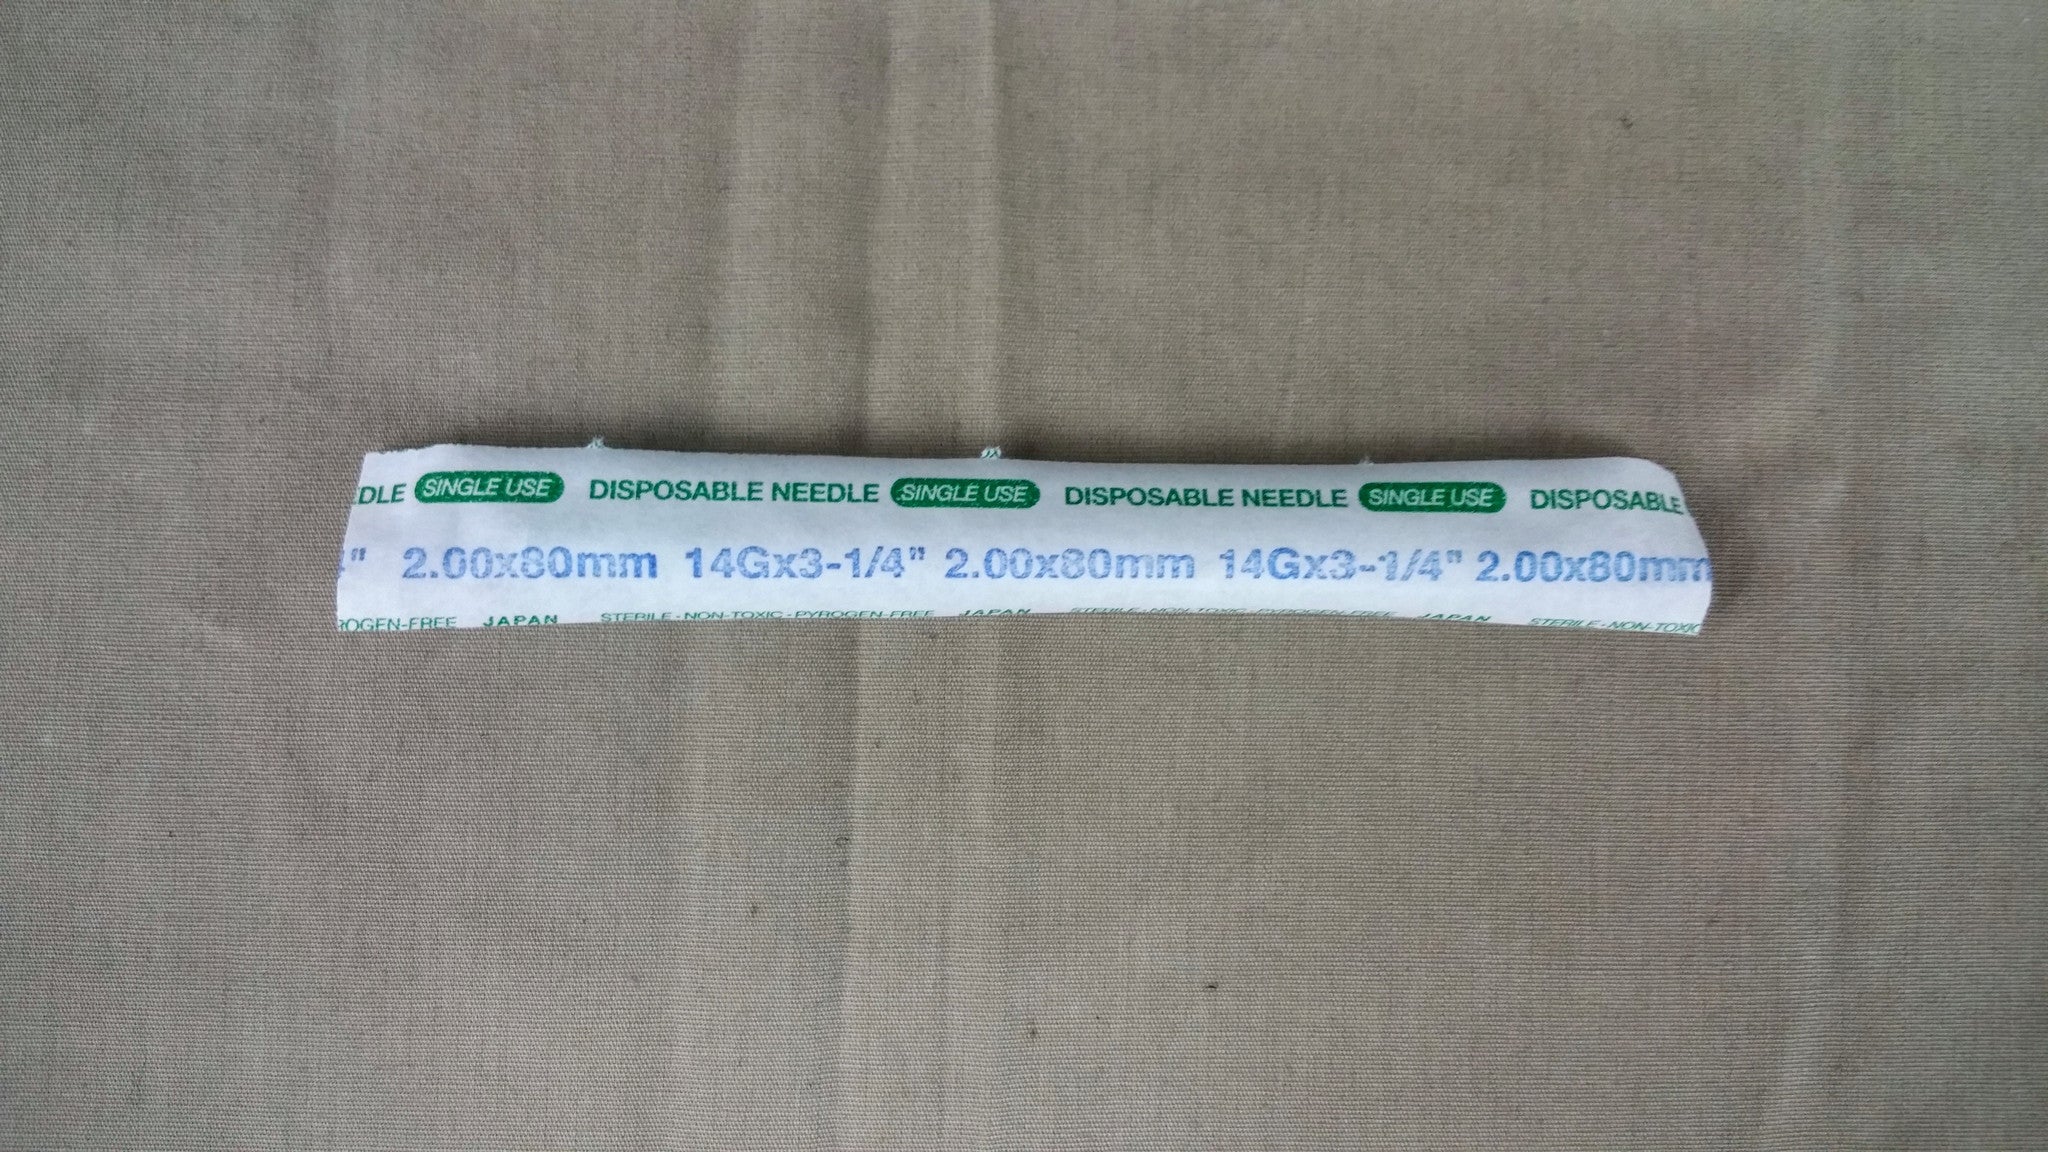 EDLE SINGLE USE DISPOSABLE NEEDLE SINGLE USE DISPOSABLE NEEDLE SINGLE USE DISPOSABLE
" 2.00x80mm 14Gx3-1/4" 2.00x80mm 14Gx3-1/4" 2.00x80mm
ROGEN-FREE JAPAN STERILE-NON-TOXIC-PYROGEN-FREE JAPAN STERILE-NON-TOXIC-PYROGEN-FREE JAPAN STERILE-NON-TOXIC